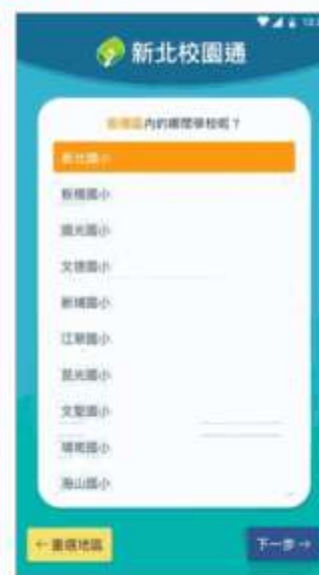 新北校園通
板橋區內的哪間學校呢？
新北國小
板橋國小
國光國小
文德國小
新埔國小
江翠國小
莒光國小
文聖國小
埔墘國小
海山國小
← 重選地區
下一步 →